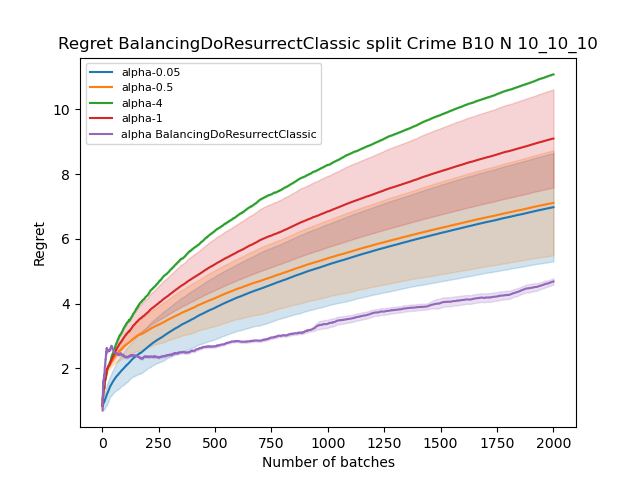 Regret BalancingDoResurrectClassic split Crime B10 N 10_10_10
alpha-0.05
alpha-0.5
alpha-4
alpha-1
alpha BalancingDoResurrectClassic
10
8
6
4
2
Regret
0
250
500
750
1000
1250
1500
1750
2000
Number of batches